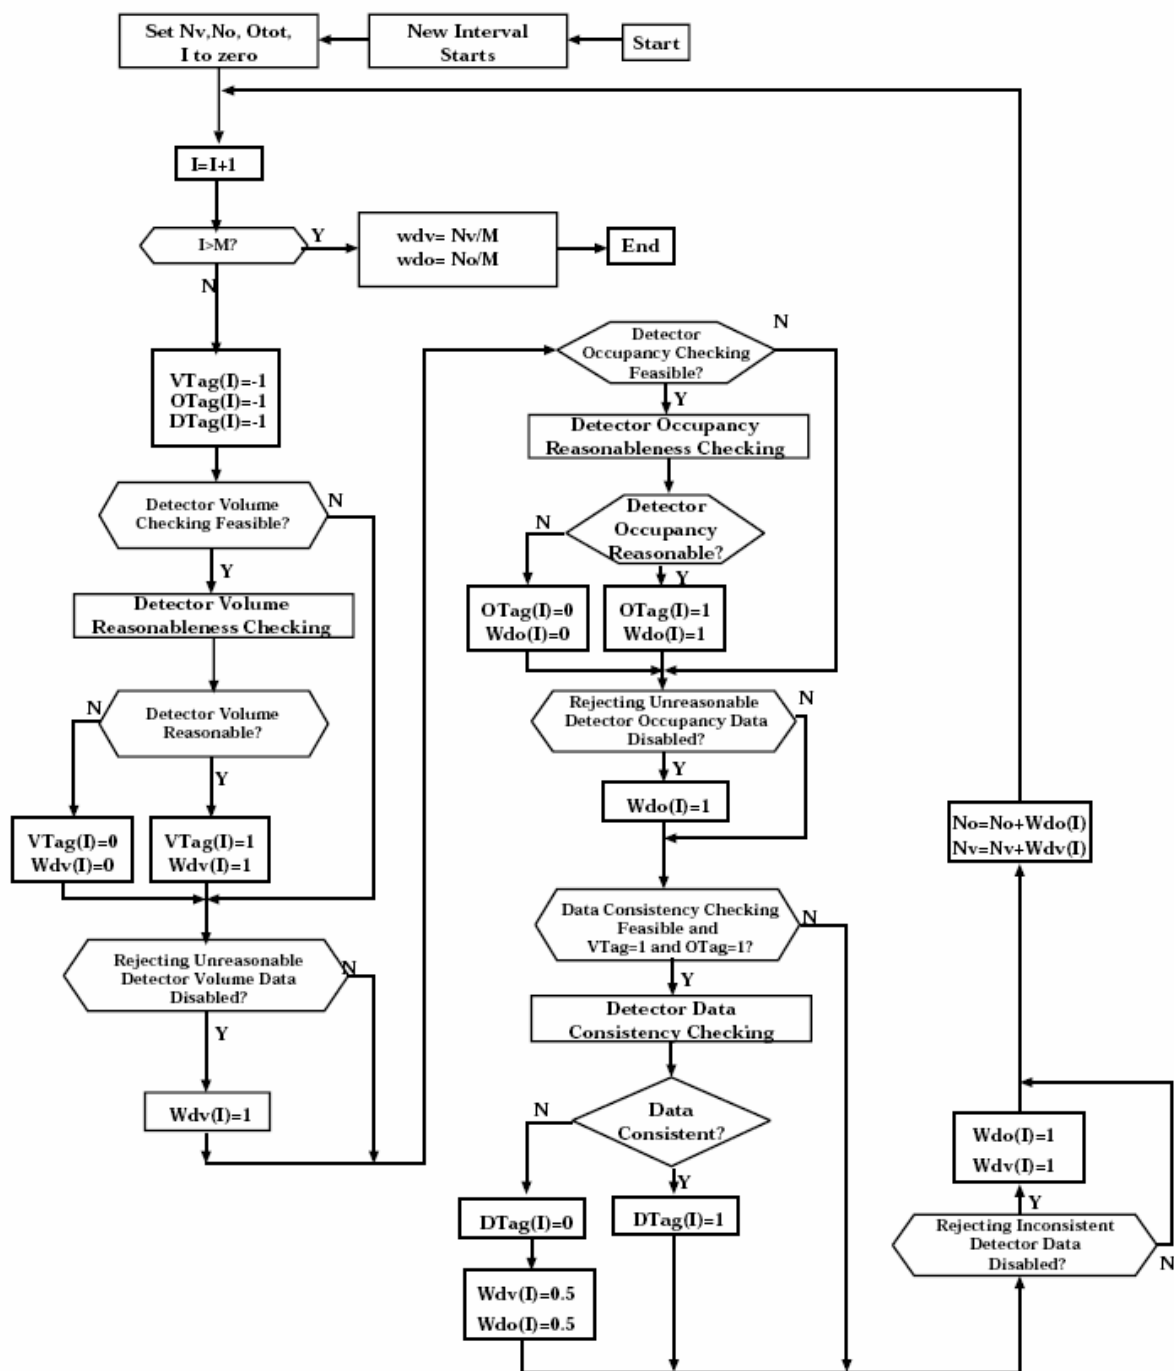 Set Nv,No, Otot,
I to zero
New Interval
Starts
Start
I=I+1
I>M?
Y
wdv= Nv/M
wdo= No/M
End
N
VTag(I)=-1
OTag(I)=-1
DTag(I)=-1
Detector Volume
Checking Feasible?
N
Y
Detector Volume
Reasonableness Checking
N
Detector Volume
Reasonable?
Y
VTag(I)=0
Wdv(I)=0
VTag(I)=1
Wdv(I)=1
Rejecting Unreasonable
Detector Volume Data
Disabled?
N
Y
Wdv(I)=1
Detector
Occupancy Checking
Feasible?
N
Y
Detector Occupancy
Reasonableness Checking
N
Detector
Occupancy
Reasonable?
Y
OTag(I)=0
Wdo(I)=0
OTag(I)=1
Wdo(I)=1
Rejecting Unreasonable
Detector Occupancy Data
Disabled?
N
Y
Wdo(I)=1
Data Consistency Checking
Feasible and
VTag=1 and OTag=1?
N
Y
Detector Data
Consistency Checking
N
Data
Consistent?
Y
DTag(I)=0
DTag(I)=1
Wdv(I)=0.5
Wdo(I)=0.5
No=No+Wdo(I)
Nv=Nv+Wdv(I)
Wdo(I)=1
Wdv(I)=1
Y
Rejecting Inconsistent
Detector Data
Disabled?
N